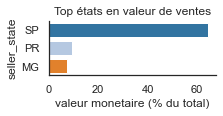 Top états en valeur de ventes
seller_state
SP
PR
MG
0 20 40 60
valeur monetaire (% du total)